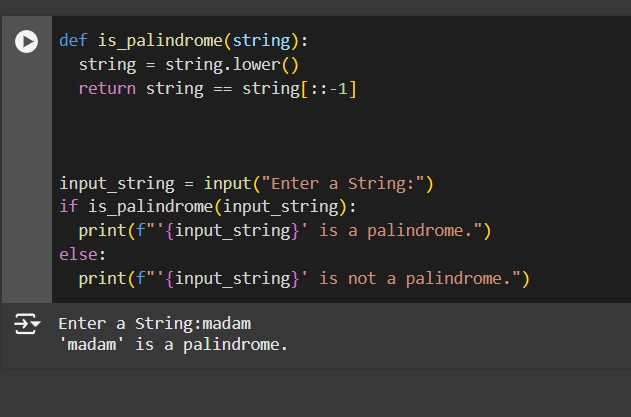 def is_palindrome(string):
  string = string.lower()
  return string == string[::-1]
input_string = input("Enter a String:")
if is_palindrome(input_string):
  print(f"'{input_string}' is a palindrome.")
else:
  print(f"'{input_string}' is not a palindrome.")
Enter a String:madam
'madam' is a palindrome.